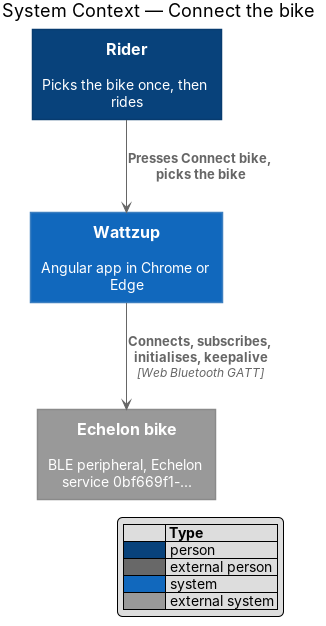 System Context — Connect the bike
Rider
Picks the bike once, then
rides
Presses Connect bike,
picks the bike
Wattzup
Angular app in Chrome or
Edge
Connects, subscribes,
initialises, keepalive
[Web Bluetooth GATT]
Echelon bike
BLE peripheral, Echelon
service 0bf669f1-...
Type
person
external person
system
external system